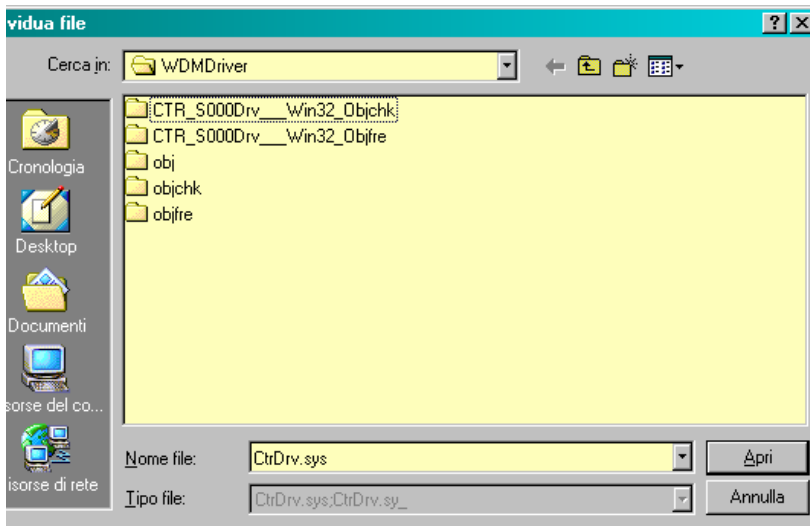 vidua file
Cerca in: WDMDriver
CTR_S000Drv___Win32_Objchk
CTR_S000Drv___Win32_Objfre
obj
objchk
objfre
Cronologia
Desktop
Documenti
sorse del co...
isorse di rete
Nome file: CtrDrv.sys Apri
Tipo file: CtrDrv.sys;CtrDrv.sy_ Annulla